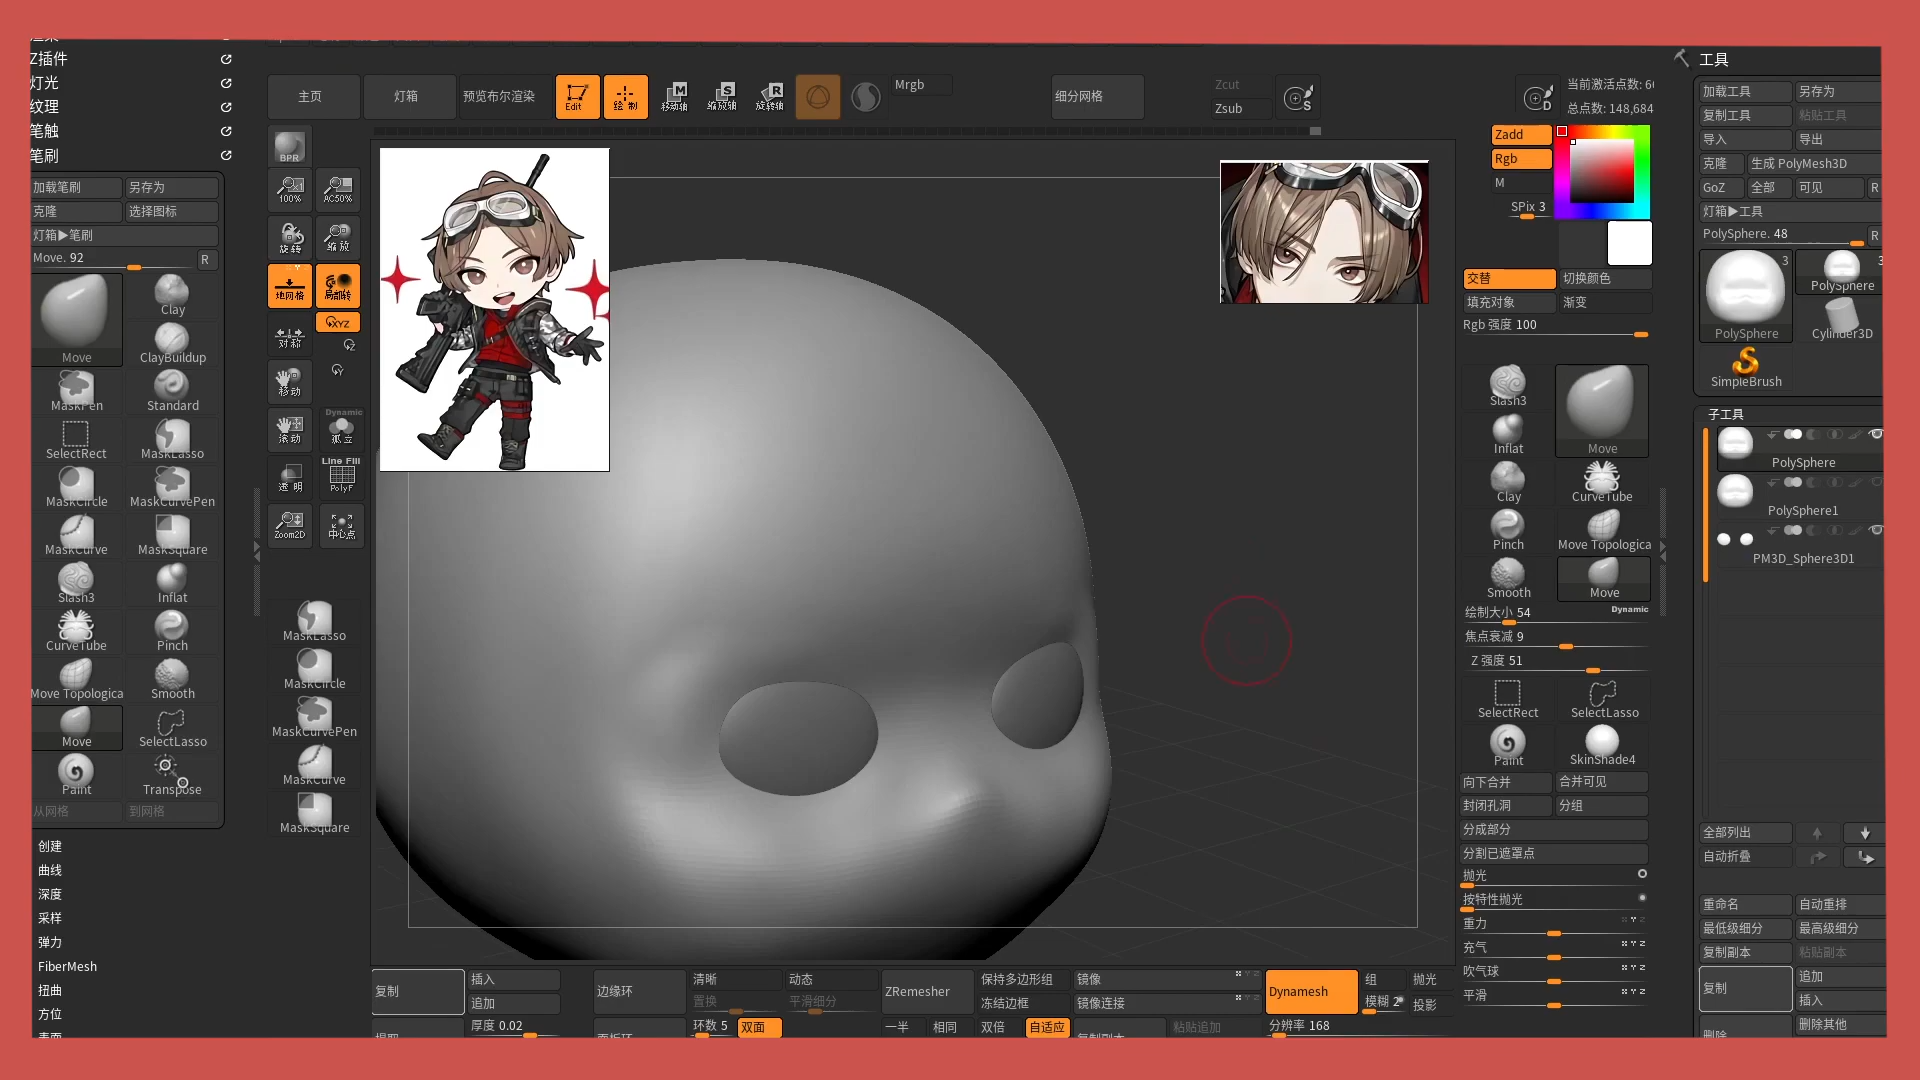 Z插件
灯光
纹理
笔触
笔刷
加载笔刷 另存为
克隆 选择图标
灯箱▶笔刷
Move. 92 R
Move
Clay
ClayBuildup
MaskPen Standard
SelectRect MaskLasso
MaskCircle MaskCurvePen
MaskCurve MaskSquare
Slash3 Inflat
CurveTube Pinch
Move Topologica Smooth
Move SelectLasso
Paint Transpose
从网格 到网格
创建
曲线
深度
采样
弹力
FiberMesh
扭曲
方位
主页 灯箱 预览布尔渲染 Edit 绘制 移动轴 缩放轴 旋转轴 Mrgb 细分网格 Zcut
Zsub
BPR
100% AC50%
旋转 缩放
地网格 局部转
对称 XYZ
移动
Dynamic
滚动 孤立
Line Fill
透明 PolyF
Zoom2D 中心点
MaskLasso
MaskCircle
MaskCurvePen
MaskCurve
MaskSquare
复制 插入
追加
厚度 0.02
边缘环
清晰 动态
置换 平滑细分
环数 5 双面
ZRemesher
一半 相同
保持多边形组 镜像
冻结边框 镜像连接
双倍 自适应 粘贴追加
Dynamesh 组 抛光
模糊 2 投影
分辨率 168
当前激活点数:
总点数: 148,684
Zadd
Rgb
M
SPix 3
交替 切换颜色
填充对象 渐变
Rgb 强度 100
Slash3
Inflat Move
Clay CurveTube
Pinch Move Topologica
Smooth Move
绘制大小 54 Dynamic
焦点衰减 9
Z 强度 51
SelectRect SelectLasso
Paint SkinShade4
向下合并 合并可见
封闭孔洞 分组
分成部分
分割已遮罩点
抛光
按特性抛光
重力
充气
吹气球
平滑
工具
加载工具 另存为
复制工具 粘贴工具
导入 导出
克隆 生成 PolyMesh3D
GoZ 全部 可见 R
灯箱▶工具
PolySphere. 48 R
3
PolySphere PolySphere
Cylinder3D
SimpleBrush
子工具
PolySphere
PolySphere1
PM3D_Sphere3D1
全部列出
自动折叠
重命名 自动重排
最低级细分 最高级细分
复制副本 粘贴副本
复制 追加
插入
删除其他